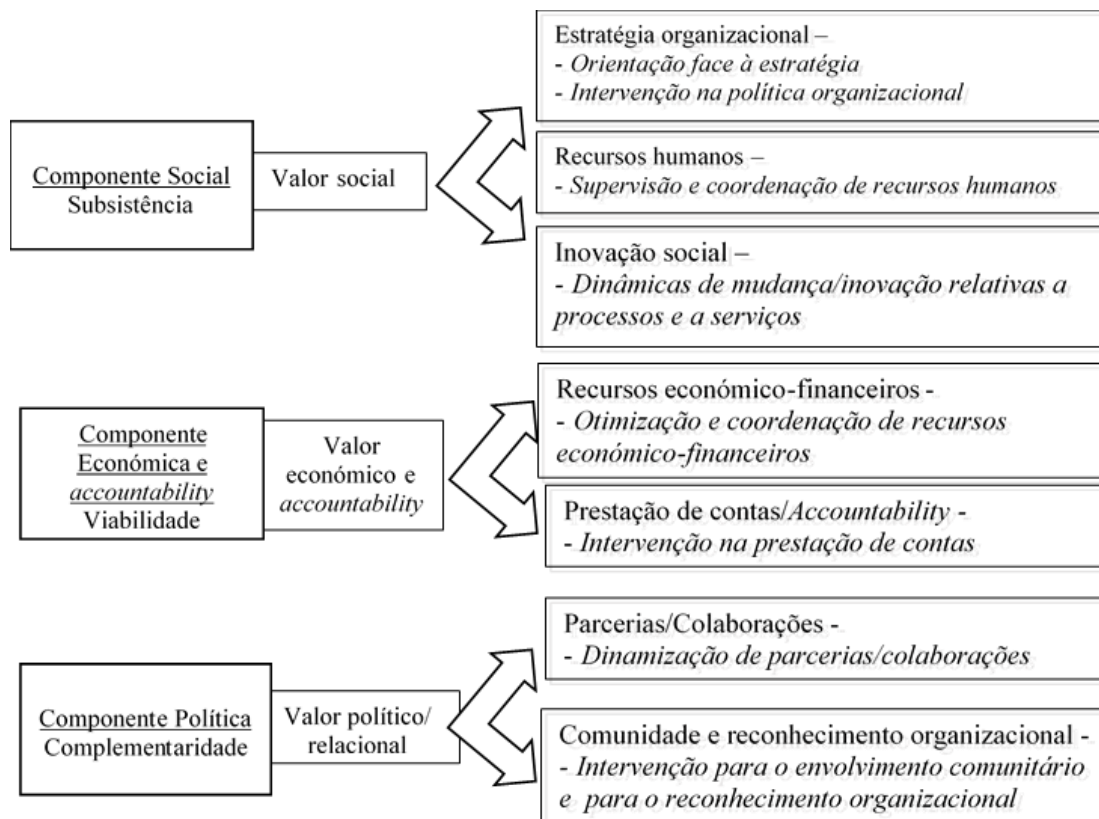 Componente Social
Subsistência
Valor social
Estratégia organizacional –
- Orientação face à estratégia
- Intervenção na política organizacional
Recursos humanos –
- Supervisão e coordenação de recursos humanos
Inovação social –
- Dinâmicas de mudança/inovação relativas a
processos e a serviços
Componente
Económica e
accountability
Viabilidade
Valor
económico e
accountability
Recursos económico-financeiros -
- Otimização e coordenação de recursos
económico-financeiros
Prestação de contas/Accountability -
- Intervenção na prestação de contas
Componente Política
Complementaridade
Valor político/
relacional
Parcerias/Colaborações -
- Dinamização de parcerias/colaborações
Comunidade e reconhecimento organizacional -
- Intervenção para o envolvimento comunitário
e para o reconhecimento organizacional